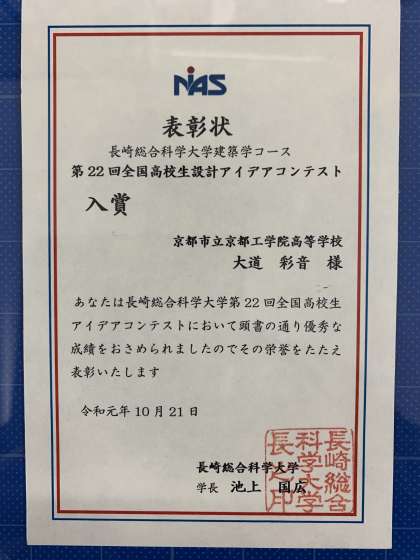 NiAS
表彰状
長崎総合科学大学建築学コース
第22回全国高校生設計アイデアコンテスト
入賞
京都市立京都工学院高等学校
大道 彩音 様
あなたは長崎総合科学大学第22回全国高校生
アイデアコンテストにおいて頭書の通り優秀な
成績をおさめられましたのでその栄誉をたたえ
表彰いたします
令和元年10月21日
長崎総合科学大学
学長 池上 国広
長崎総合
科学大学
長之印